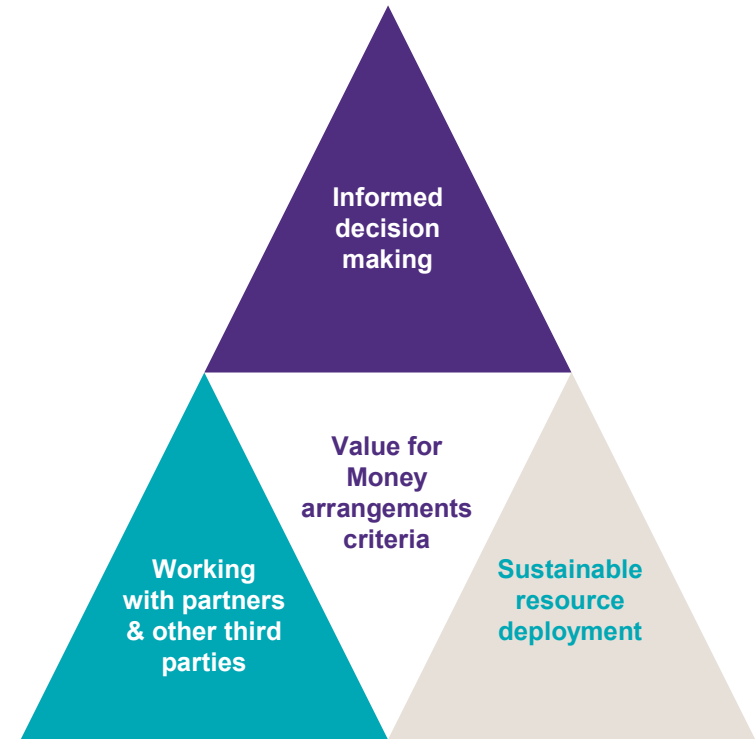 Informed
decision
making
Value for
Money
arrangements
criteria
Working
with partners
& other third
parties
Sustainable
resource
deployment